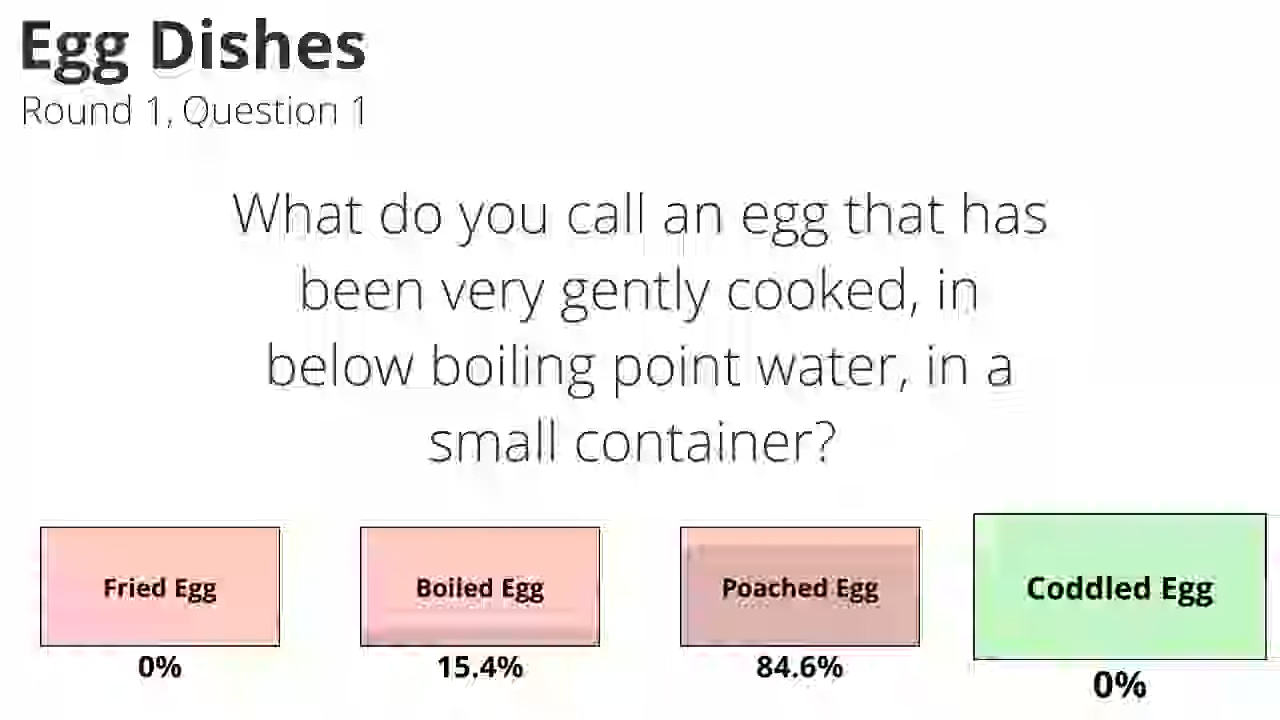 Egg Dishes
Round 1, Question 1
What do you call an egg that has
been very gently cooked, in
below boiling point water, in a
small container?
Fried Egg
Boiled Egg
Poached Egg
Coddled Egg
0%
15.4%
84.6%
0%